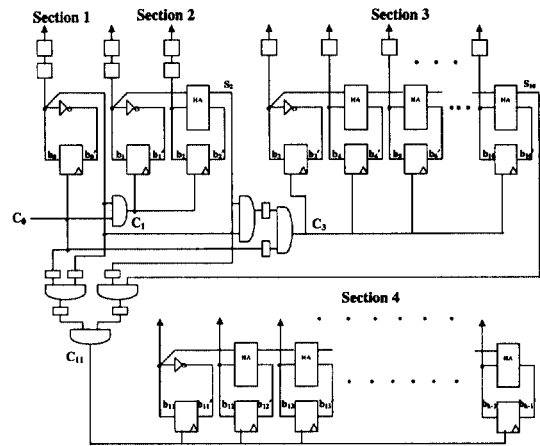 Section 1
Section 2
Section 3
HA
S₂
HA
HA
HA
S₁₀
b₀ b₀'
b₁ b₁'
b₂ b₂'
b₃ b₃'
b₄ b₄'
b₅ b₅'
b₁₀ b₁₀'
C₀
C₁
C₃
Section 4
C₁₁
HA
HA
HA
b₁₁ b₁₁'
b₁₂ b₁₂'
b₁₃ b₁₃'